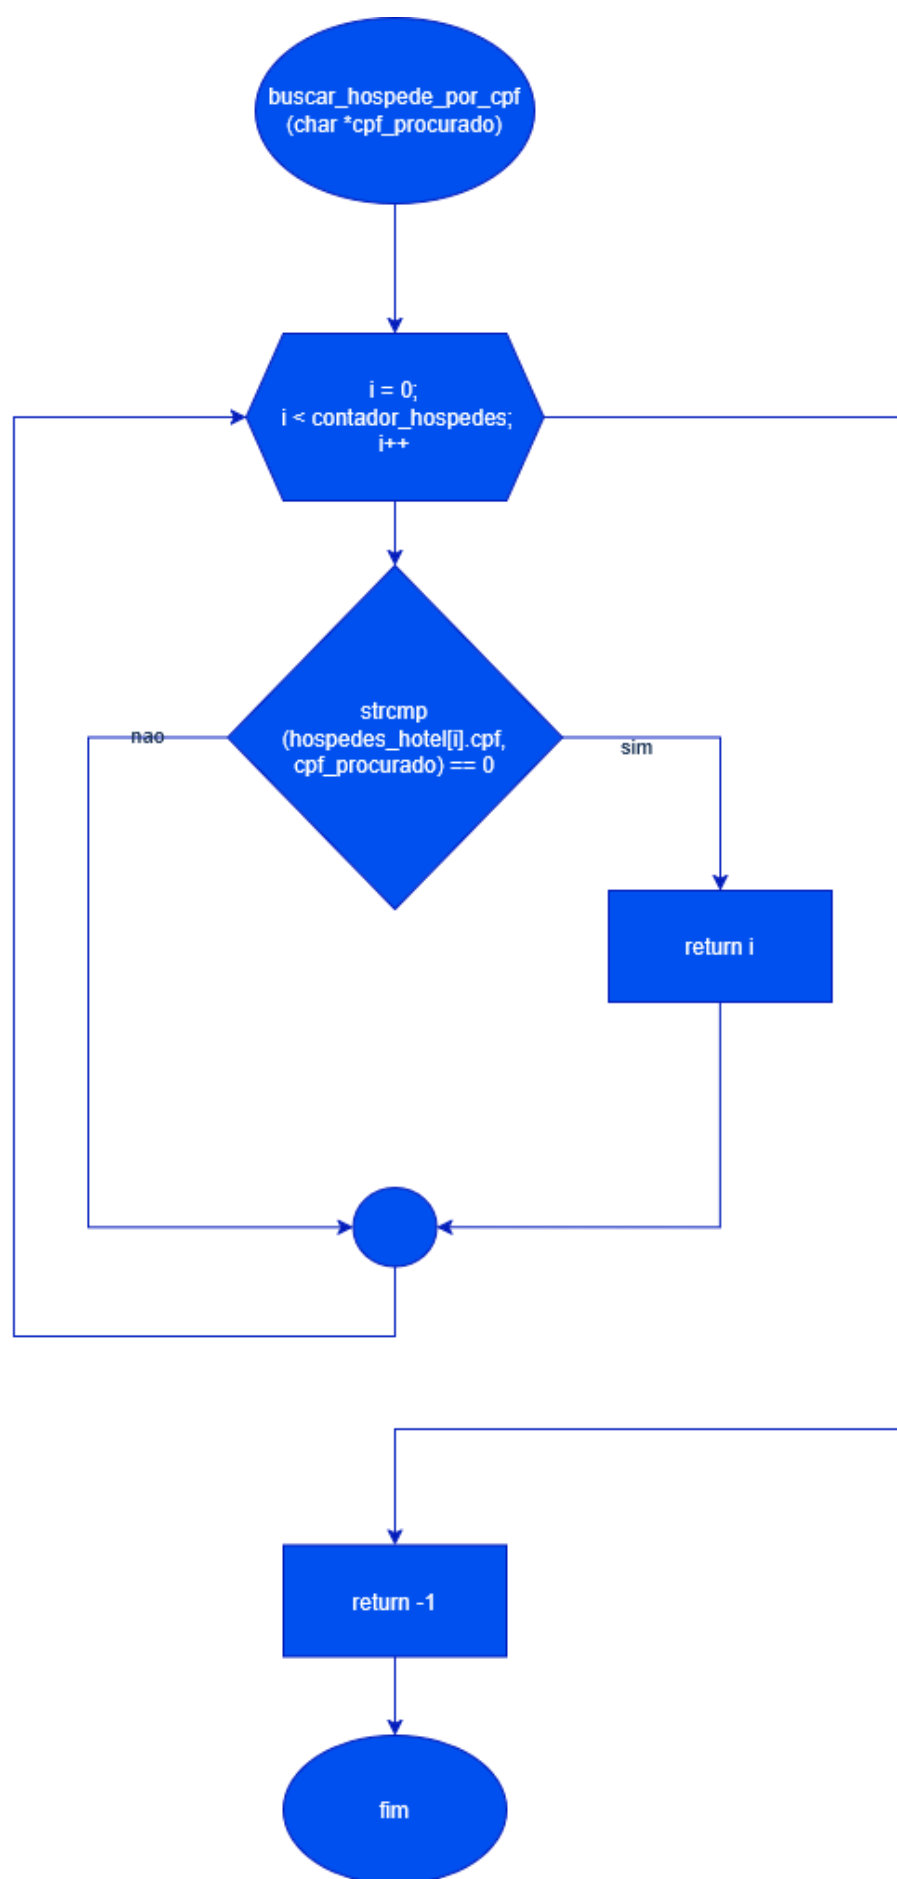 buscar_hospede_por_cpf
(char *cpf_procurado)
i = 0;
i < contador_hospedes;
i++
strcmp
(hospedes_hotel[i].cpf,
cpf_procurado) == 0
nao
sim
return i
return -1
fim